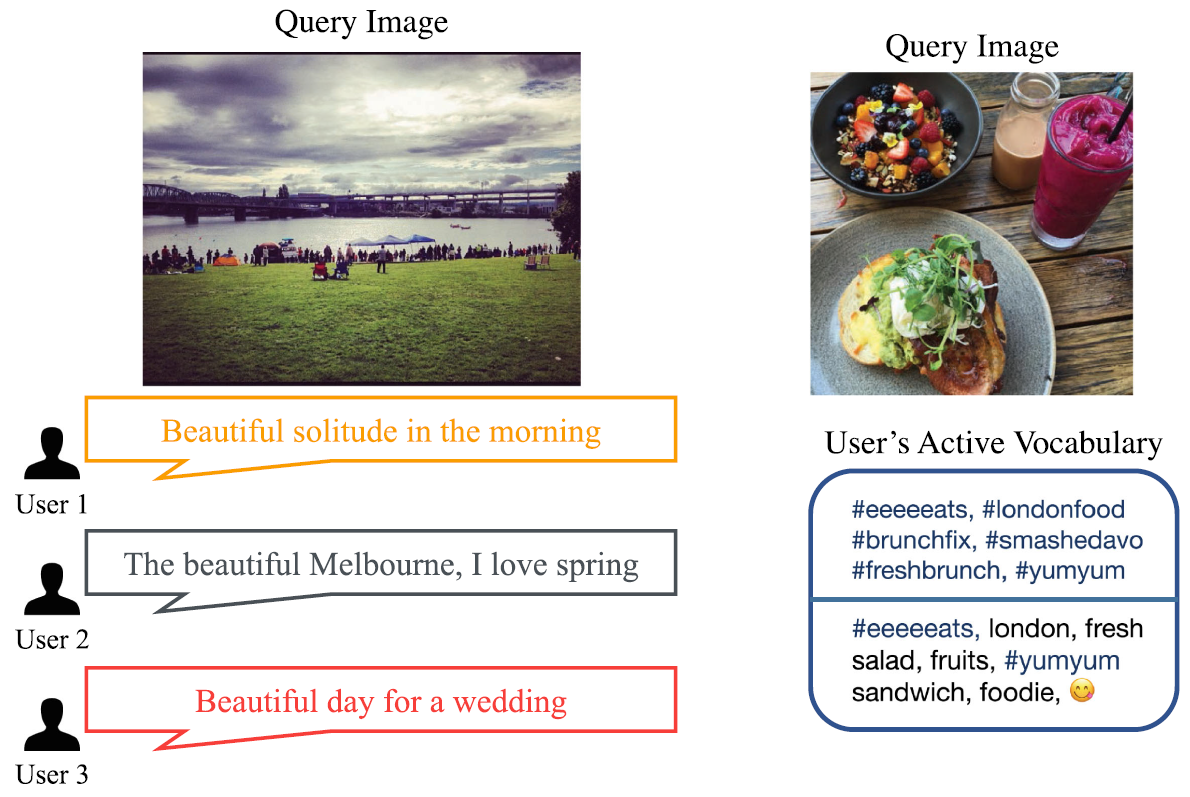 Query Image
Beautiful solitude in the morning
User 1
The beautiful Melbourne, I love spring
User 2
Beautiful day for a wedding
User 3
Query Image
User's Active Vocabulary
#eeeeeats, #londonfood
#brunchfix, #smashedavo
#freshbrunch, #yumyum
#eeeeeats, london, fresh
salad, fruits, #yumyum
sandwich, foodie, 😋